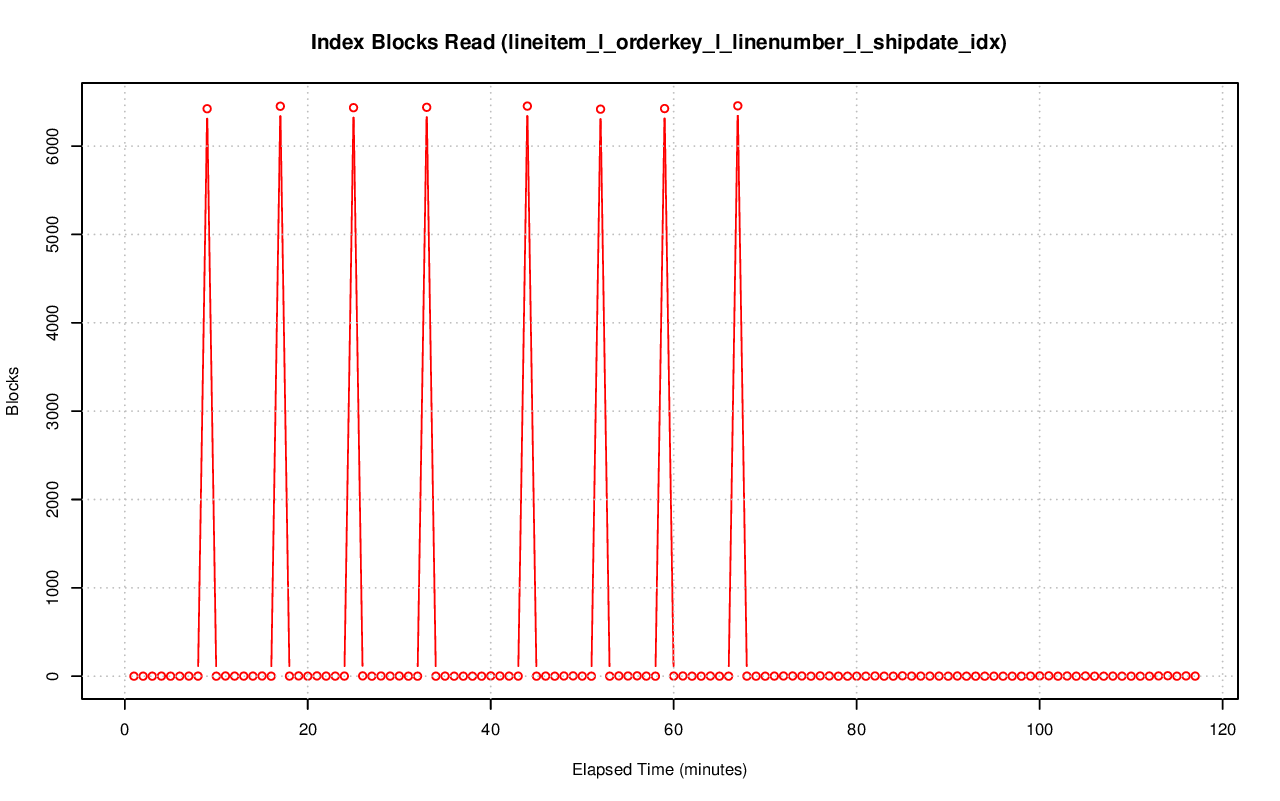 Index Blocks Read (lineitem_l_orderkey_l_linenumber_l_shipdate_idx)
6000
5000
4000
3000
2000
1000
0
Blocks
0 20 40 60 80 100 120
Elapsed Time (minutes)